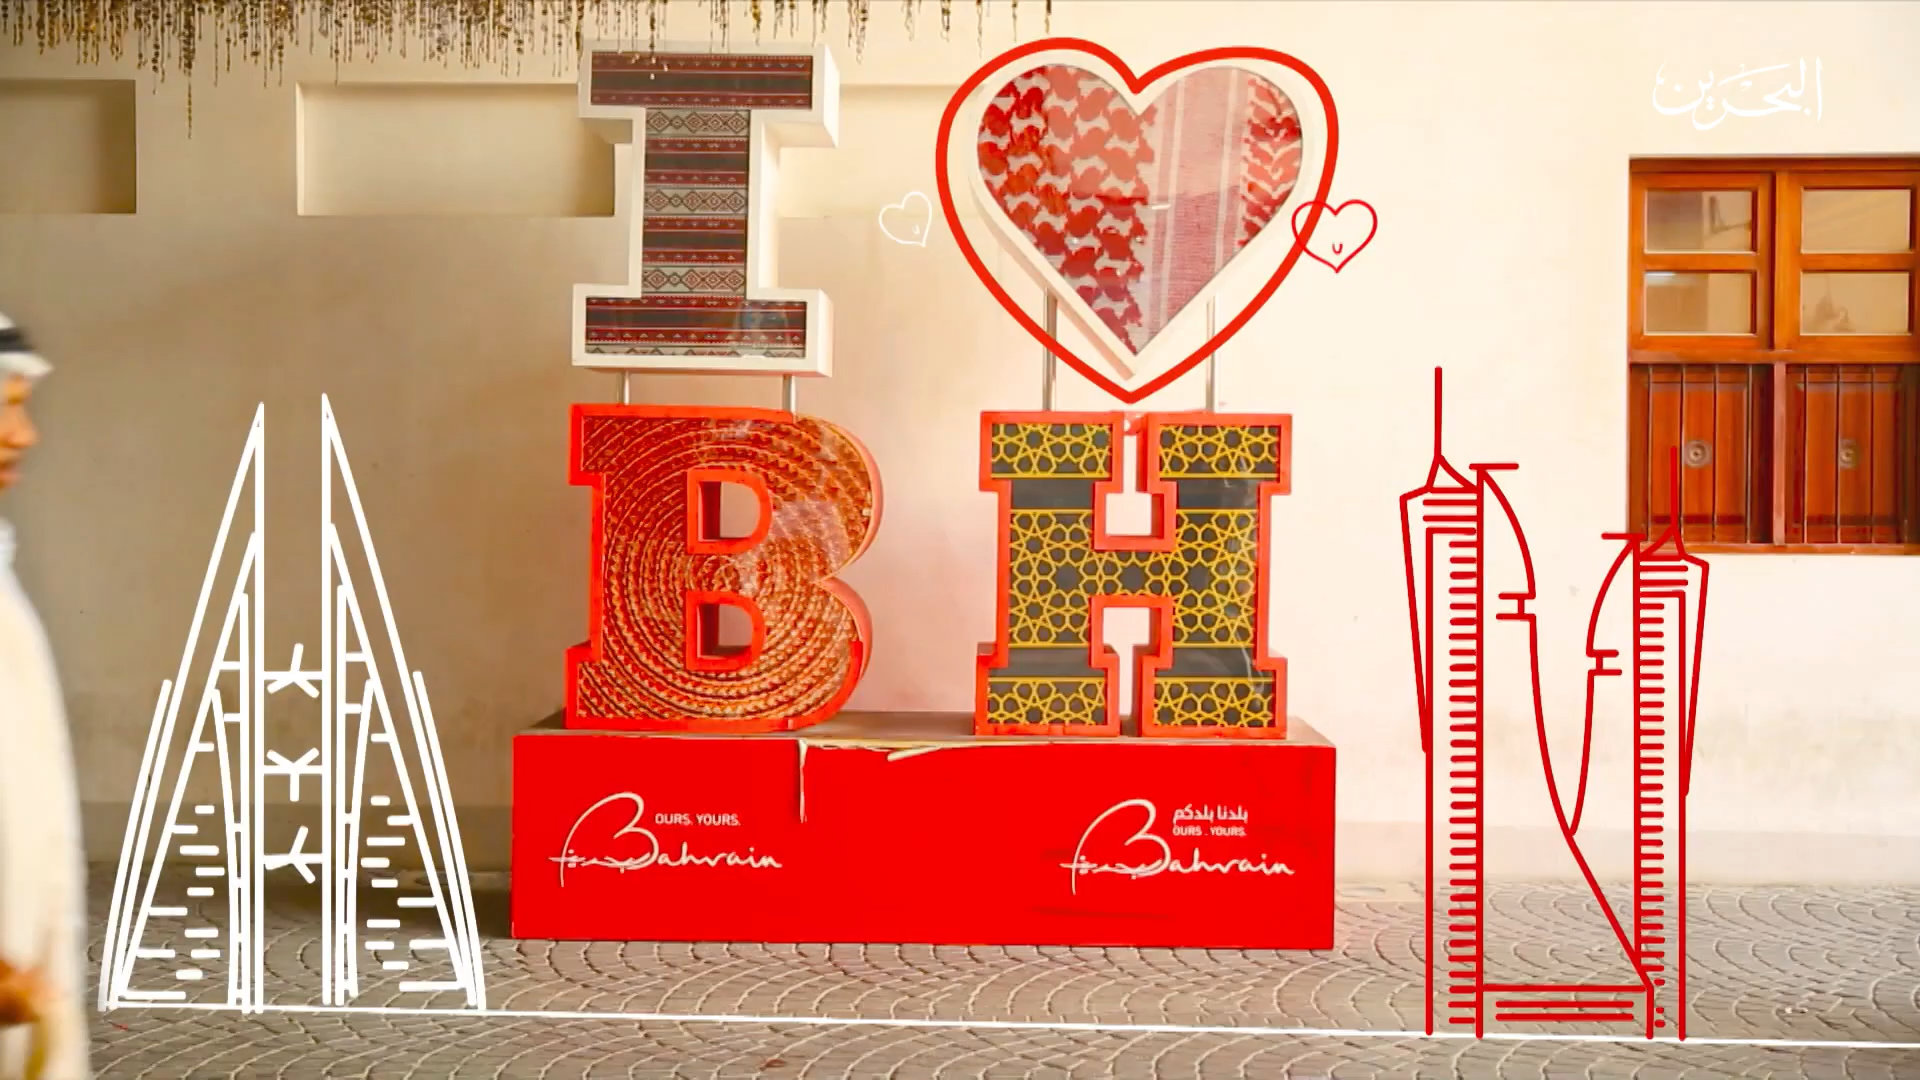 البحرين
I ♥
BH
OURS. YOURS.
Bahrain
بلدنا بلدكم
OURS . YOURS.
Bahrain